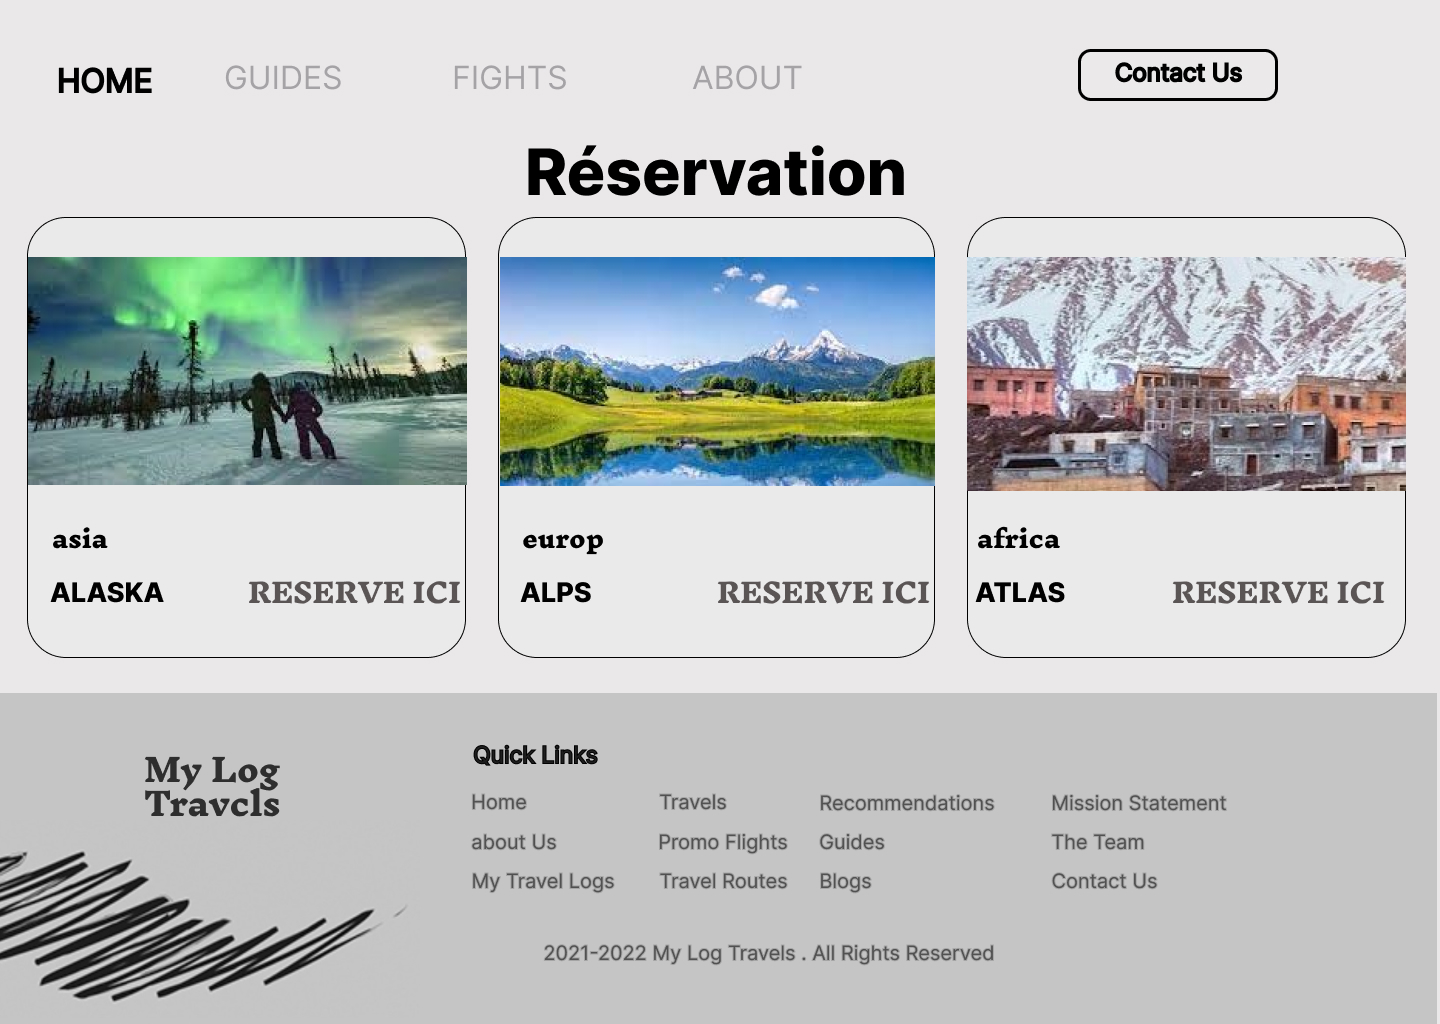 HOME GUIDES FIGHTS ABOUT Contact Us
Réservation
asia
ALASKA RESERVE ICI
europ
ALPS RESERVE ICI
africa
ATLAS RESERVE ICI
My Log
Travels
Quick Links
Home Travels Recommendations Mission Statement
about Us Promo Flights Guides The Team
My Travel Logs Travel Routes Blogs Contact Us
2021-2022 My Log Travels . All Rights Reserved